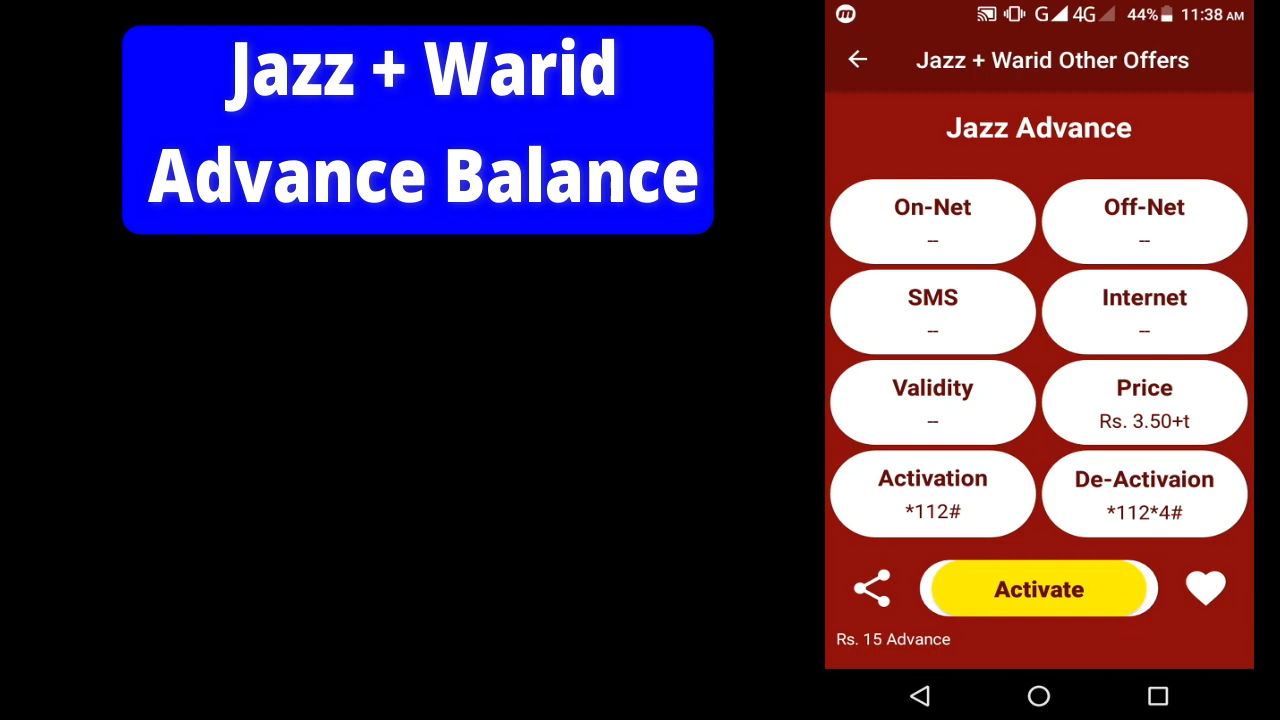 Jazz + Warid
Advance Balance
G 4G 44% 11:38 AM
Jazz + Warid Other Offers
Jazz Advance
On-Net
--
Off-Net
--
SMS
--
Internet
--
Validity
--
Price
Rs. 3.50+t
Activation
*112#
De-Activaion
*112*4#
Activate
Rs. 15 Advance